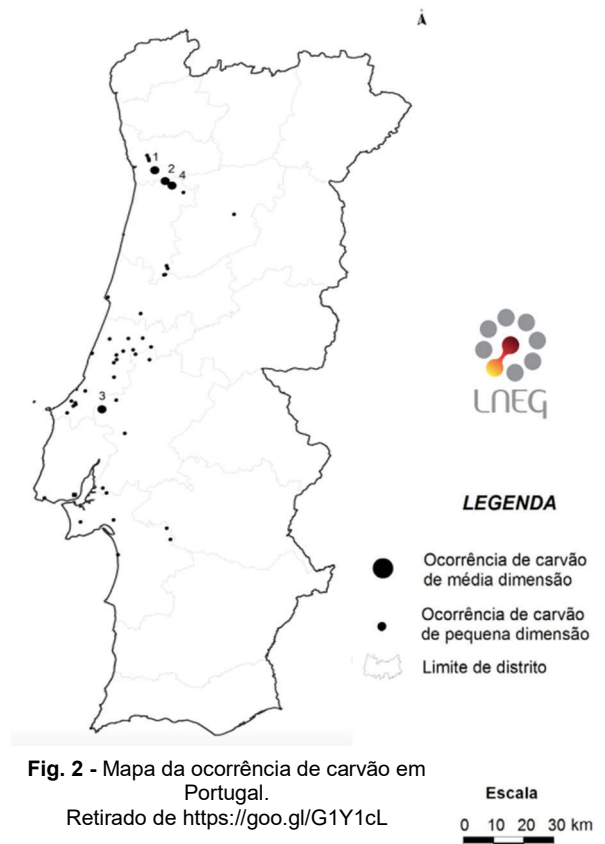 1
2
4
3
LNEG
LEGENDA
Ocorrência de carvão
de média dimensão
Ocorrência de carvão
de pequena dimensão
Limite de distrito
Fig. 2 - Mapa da ocorrência de carvão em
Portugal.
Retirado de https://goo.gl/G1Y1cL
Escala
0 10 20 30 km